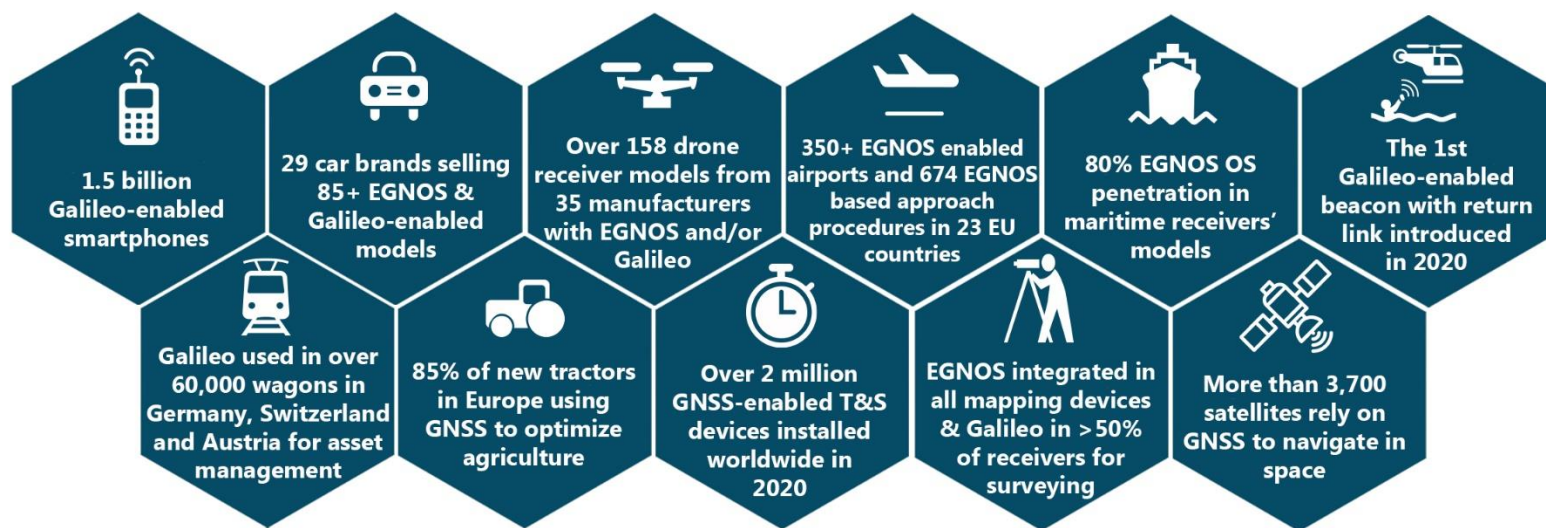 1.5 billion
Galileo-enabled
smartphones
29 car brands selling
85+ EGNOS &
Galileo-enabled
models
Over 158 drone
receiver models from
35 manufacturers
with EGNOS and/or
Galileo
350+ EGNOS enabled
airports and 674 EGNOS
based approach
procedures in 23 EU
countries
80% EGNOS OS
penetration in
maritime receivers’
models
The 1st
Galileo-enabled
beacon with return
link introduced
in 2020
Galileo used in over
60,000 wagons in
Germany, Switzerland
and Austria for asset
management
85% of new tractors
in Europe using
GNSS to optimize
agriculture
Over 2 million
GNSS-enabled T&S
devices installed
worldwide in
2020
EGNOS integrated in
all mapping devices
& Galileo in >50%
of receivers for
surveying
More than 3,700
satellites rely on
GNSS to navigate in
space